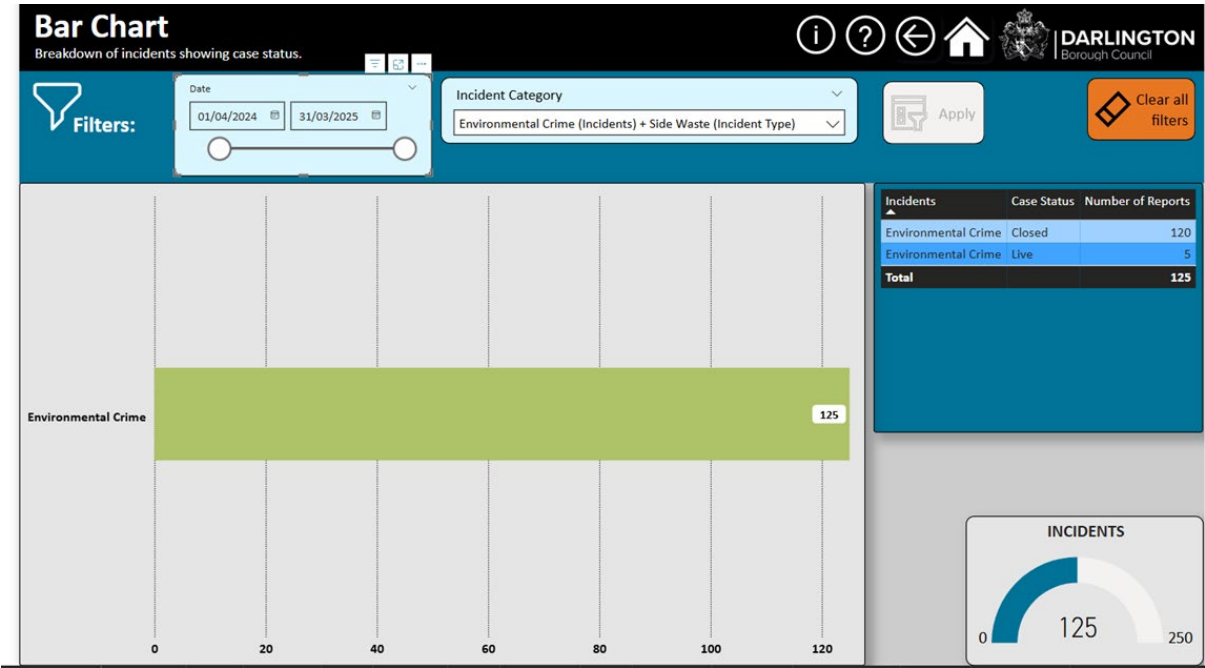 Bar Chart
Breakdown of incidents showing case status.
DARLINGTON
Borough Council
Filters:
Date
01/04/2024 31/03/2025
Incident Category
Environmental Crime (Incidents) + Side Waste (Incident Type)
Apply
Clear all
filters
Incidents Case Status Number of Reports
Environmental Crime Closed 120
Environmental Crime Live 5
Total 125
Environmental Crime 125
0 20 40 60 80 100 120
INCIDENTS
125
0 250